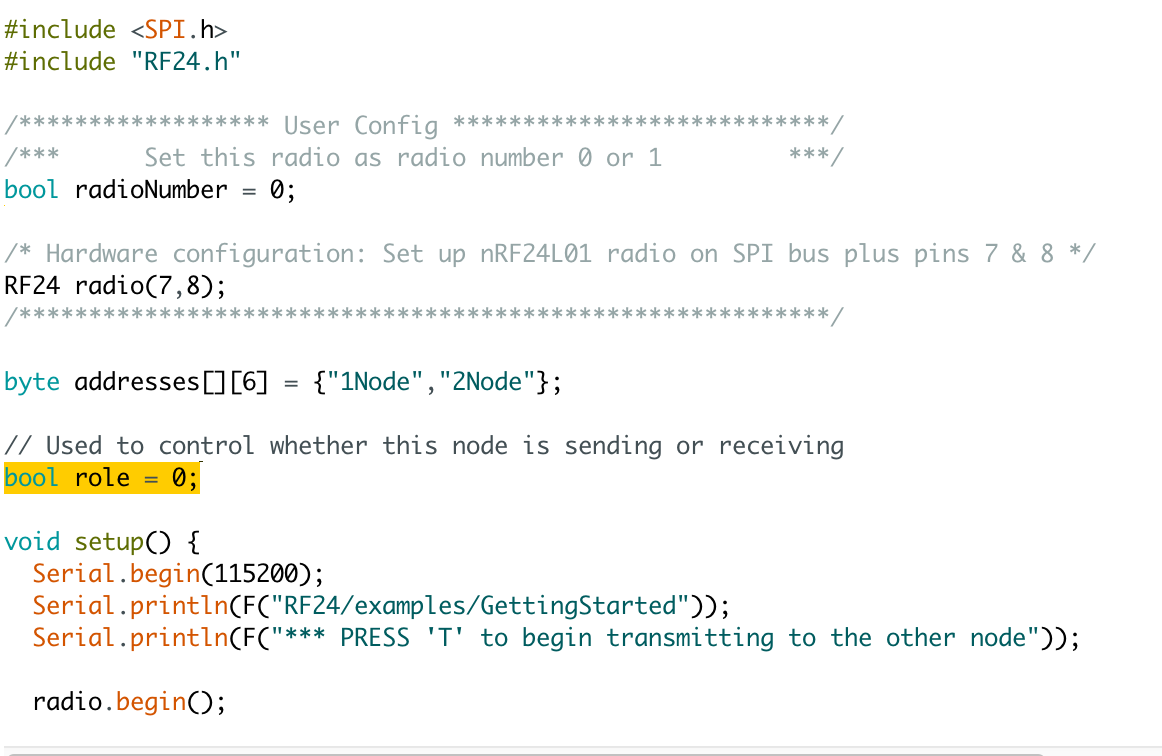 #include <SPI.h>
#include "RF24.h"
/****************** User Config ***************************/
/***      Set this radio as radio number 0 or 1         ***/
bool radioNumber = 0;
/* Hardware configuration: Set up nRF24L01 radio on SPI bus plus pins 7 & 8 */
RF24 radio(7,8);
/**********************************************************/
byte addresses[][6] = {"1Node","2Node"};
// Used to control whether this node is sending or receiving
bool role = 0;
void setup() {
  Serial.begin(115200);
  Serial.println(F("RF24/examples/GettingStarted"));
  Serial.println(F("*** PRESS 'T' to begin transmitting to the other node"));
  radio.begin();